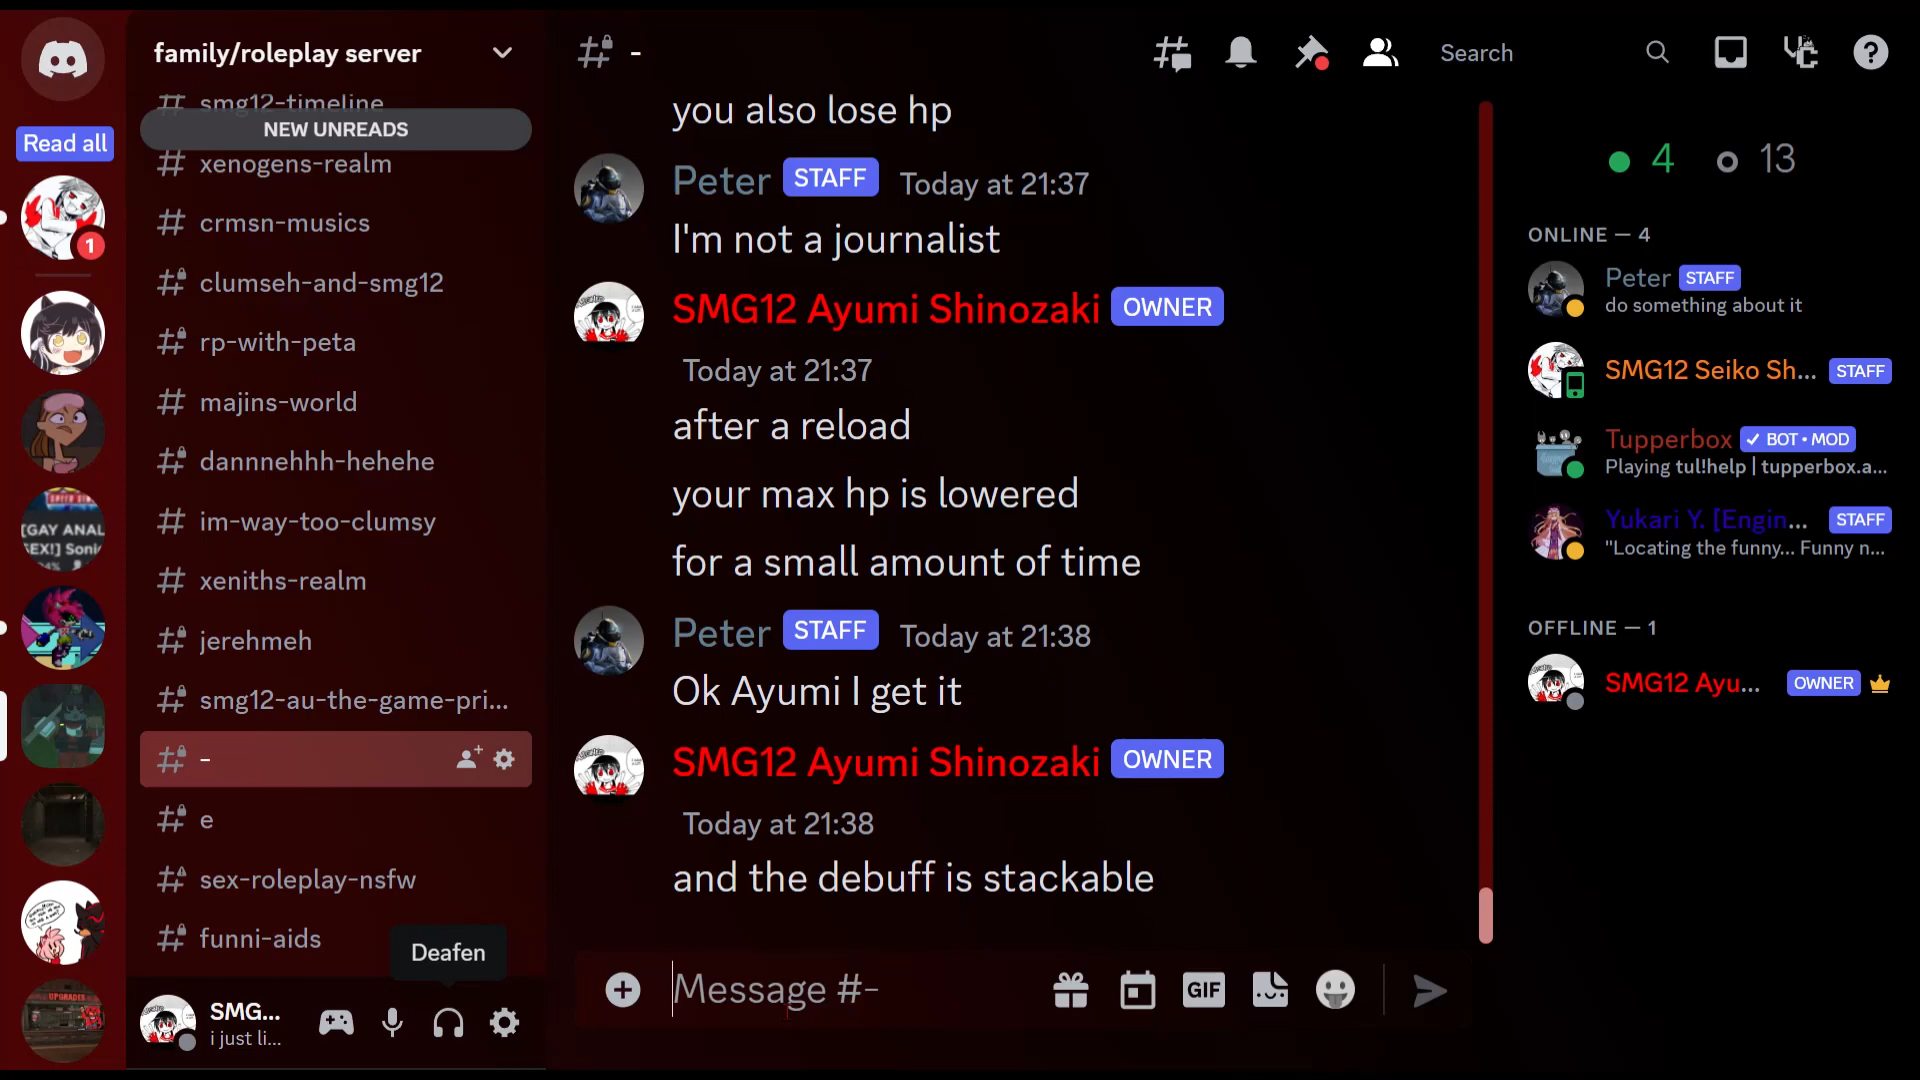 Read all
1
[GAY ANAL
family/roleplay server
smg12-timeline
NEW UNREADS
xenogens-realm
crmsn-musics
clumseh-and-smg12
rp-with-peta
majins-world
dannnehhh-hehehe
im-way-too-clumsy
xeniths-realm
jerehmeh
smg12-au-the-game-pri...
-
e
sex-roleplay-nsfw
funni-aids
Deafen
SMG...
i just li...
UPGRADES
-
Search
you also lose hp
Peter STAFF Today at 21:37
I'm not a journalist
SMG12 Ayumi Shinozaki OWNER
Today at 21:37
after a reload
your max hp is lowered
for a small amount of time
Peter STAFF Today at 21:38
Ok Ayumi I get it
SMG12 Ayumi Shinozaki OWNER
Today at 21:38
and the debuff is stackable
Message #-
GIF
4 13
ONLINE — 4
Peter STAFF
do something about it
SMG12 Seiko Sh... STAFF
Tupperbox ✓ BOT • MOD
Playing tul!help | tupperbox.a...
Yukari Y. [Engin... STAFF
"Locating the funny... Funny n...
OFFLINE — 1
SMG12 Ayu... OWNER